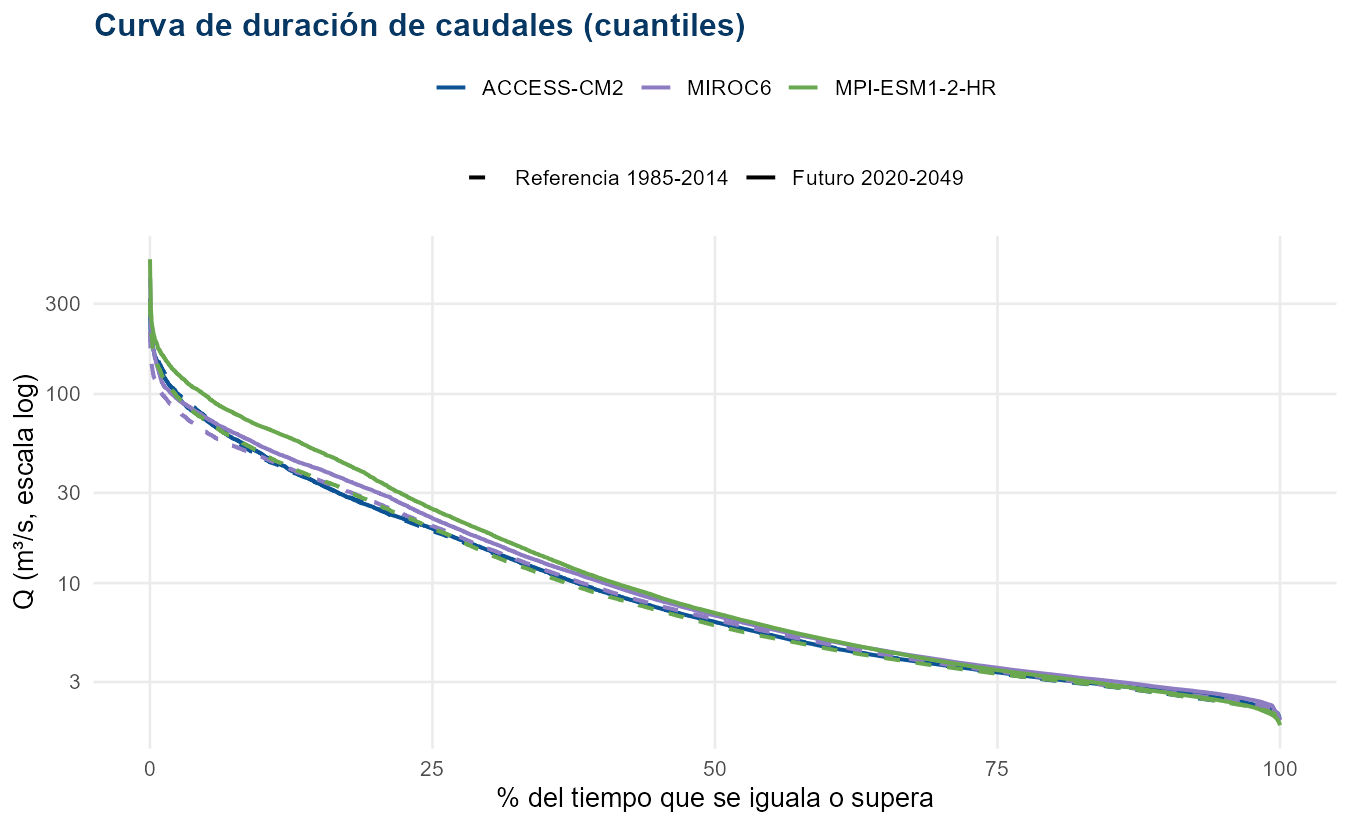 Curva de duración de caudales (cuantiles)
ACCESS-CM2 MIROC6 MPI-ESM1-2-HR
Referencia 1985-2014 Futuro 2020-2049
Q (m³/s, escala log)
300
100
30
10
3
0 25 50 75 100
% del tiempo que se iguala o supera